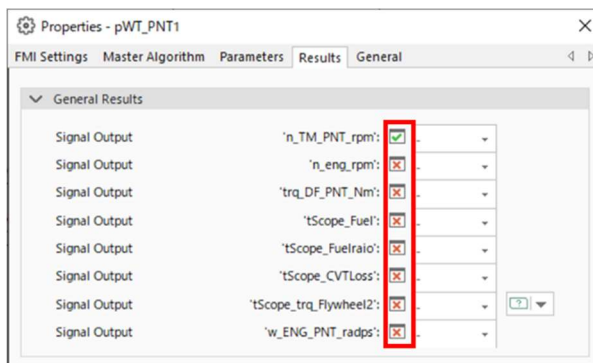 Properties - pWT_PNT1
FMI Settings Master Algorithm Parameters Results General
General Results
Signal Output 'n_TM_PNT_rpm': -
Signal Output 'n_eng_rpm': -
Signal Output 'trq_DF_PNT_Nm': -
Signal Output 'tScope_Fuel': -
Signal Output 'tScope_Fuelraio': -
Signal Output 'tScope_CVTLoss': -
Signal Output 'tScope_trq_Flywheel2': - ?
Signal Output 'w_ENG_PNT_radps': -